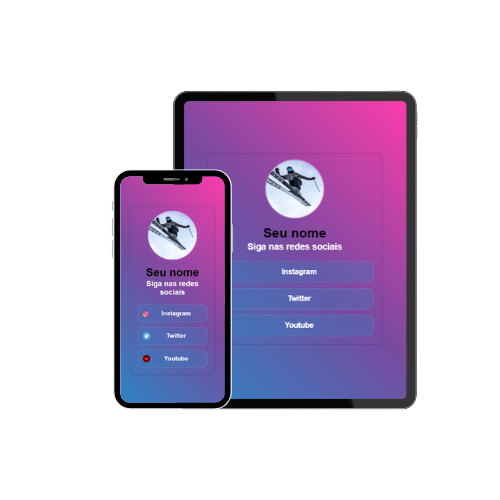 Seu nome
Siga nas redes sociais
Instagram
Twitter
Youtube
Seu nome
Siga nas redes
sociais
Instagram
Twitter
Youtube